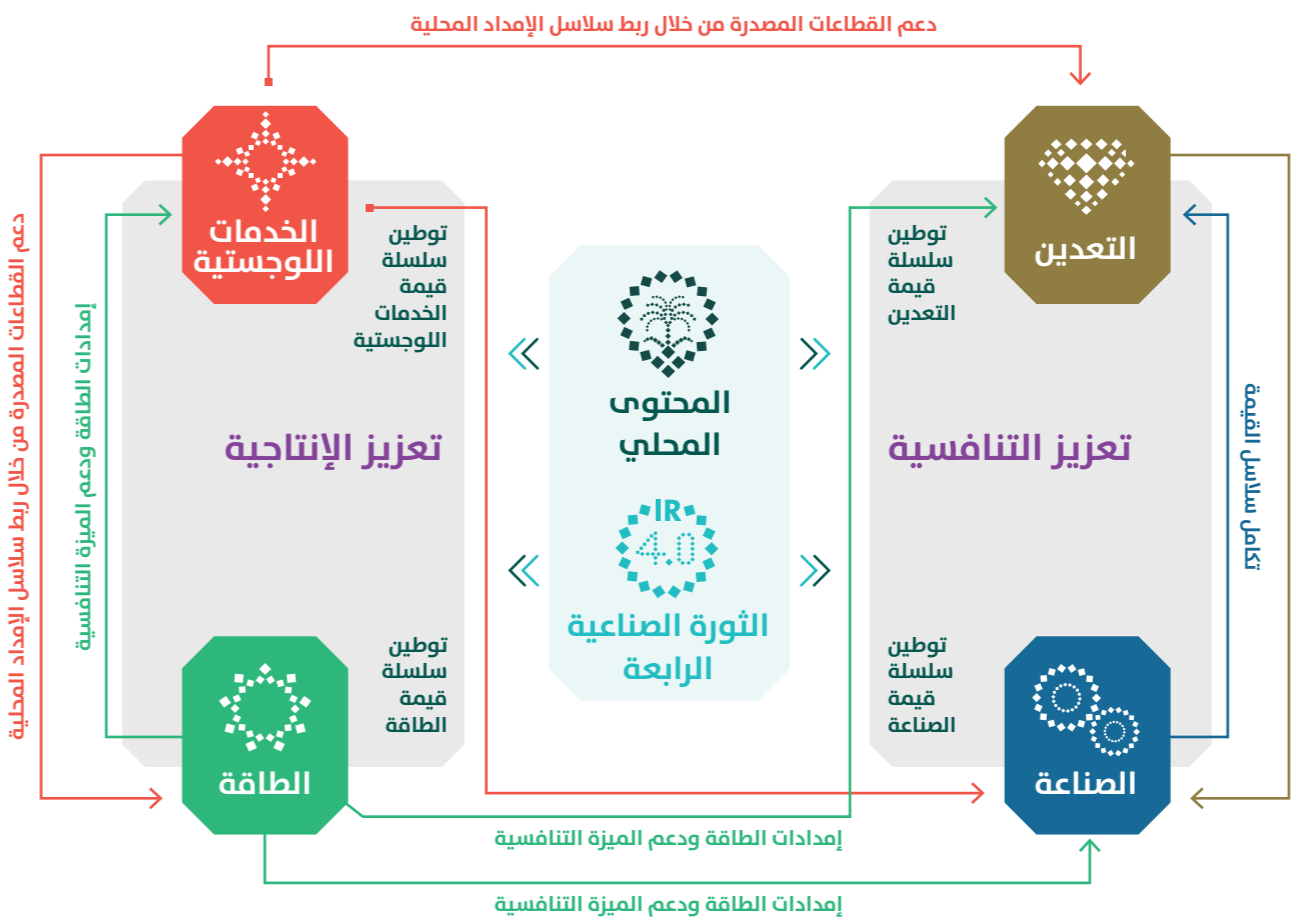 دعم القطاعات المصدرة من خلال ربط سلاسل الإمداد المحلية
التعدين
توطين
سلسلة
قيمة
التعدين
تعزيز التنافسية
تكامل سلاسل القيمة
توطين
سلسلة
قيمة
الصناعة
الصناعة
المحتوى
المحلي
IR
4.0
الثورة الصناعية
الرابعة
الخدمات
اللوجستية
توطين
سلسلة
قيمة
الخدمات
اللوجستية
تعزيز الإنتاجية
توطين
سلسلة
قيمة
الطاقة
الطاقة
إمدادات الطاقة ودعم الميزة التنافسية
دعم القطاعات المصدرة من خلال ربط سلاسل الإمداد المحلية
إمدادات الطاقة ودعم الميزة التنافسية
إمدادات الطاقة ودعم الميزة التنافسية